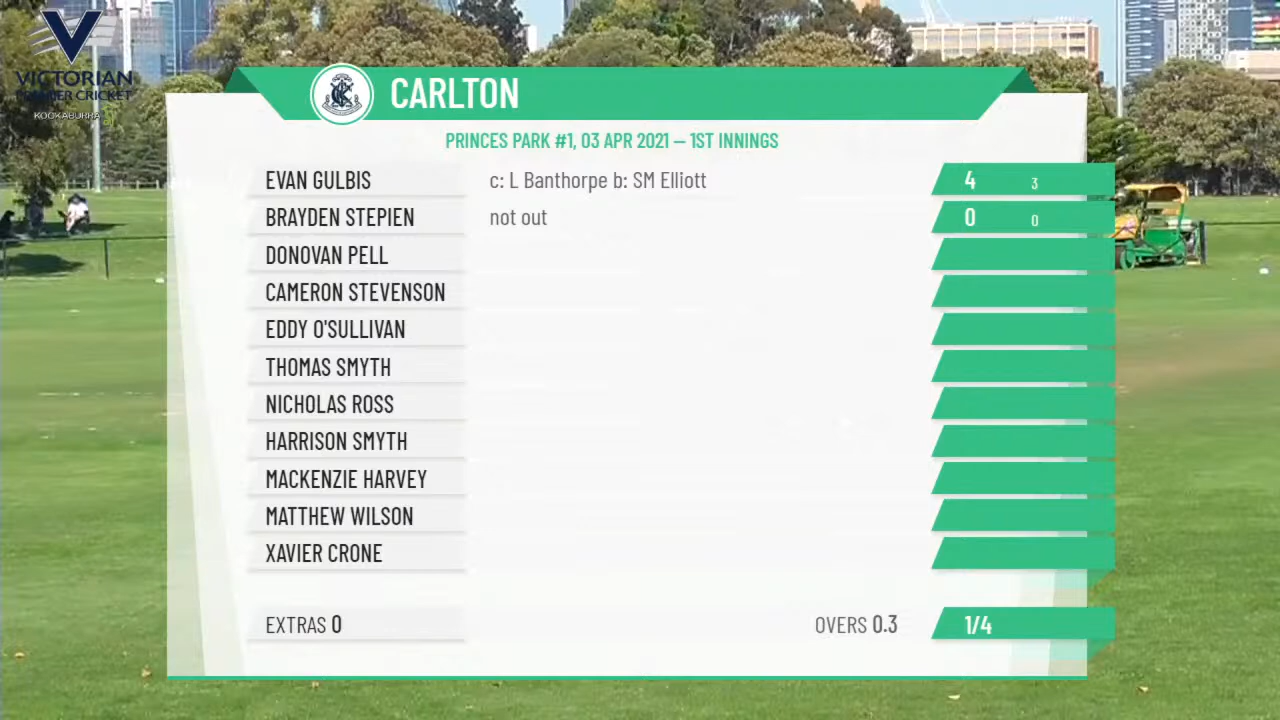 VICTORIAN
PREMIER CRICKET
KOOKABURRA
CARLTON
PRINCES PARK #1, 03 APR 2021 – 1ST INNINGS
EVAN GULBIS c: L Banthorpe b: SM Elliott 4 3
BRAYDEN STEPIEN not out 0 0
DONOVAN PELL
CAMERON STEVENSON
EDDY O'SULLIVAN
THOMAS SMYTH
NICHOLAS ROSS
HARRISON SMYTH
MACKENZIE HARVEY
MATTHEW WILSON
XAVIER CRONE
EXTRAS 0 OVERS 0.3 1/4